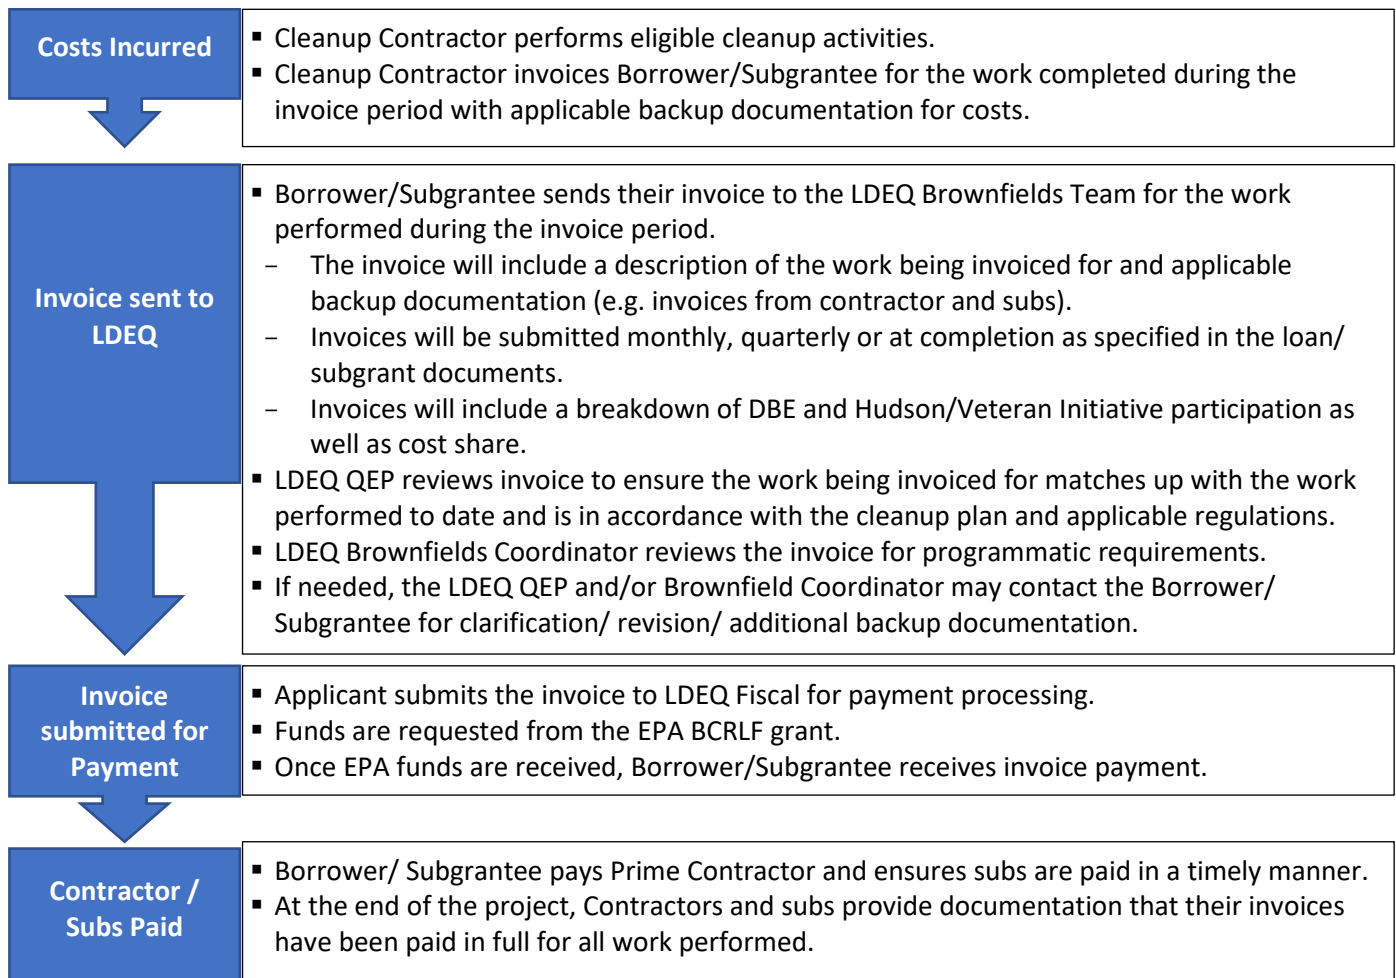 Costs Incurred
▪ Cleanup Contractor performs eligible cleanup activities.
▪ Cleanup Contractor invoices Borrower/Subgrantee for the work completed during the
invoice period with applicable backup documentation for costs.
Invoice sent to
LDEQ
▪ Borrower/Subgrantee sends their invoice to the LDEQ Brownfields Team for the work
performed during the invoice period.
− The invoice will include a description of the work being invoiced for and applicable
backup documentation (e.g. invoices from contractor and subs).
− Invoices will be submitted monthly, quarterly or at completion as specified in the loan/
subgrant documents.
− Invoices will include a breakdown of DBE and Hudson/Veteran Initiative participation as
well as cost share.
▪ LDEQ QEP reviews invoice to ensure the work being invoiced for matches up with the work
performed to date and is in accordance with the cleanup plan and applicable regulations.
▪ LDEQ Brownfields Coordinator reviews the invoice for programmatic requirements.
▪ If needed, the LDEQ QEP and/or Brownfield Coordinator may contact the Borrower/
Subgrantee for clarification/ revision/ additional backup documentation.
Invoice
submitted for
Payment
▪ Applicant submits the invoice to LDEQ Fiscal for payment processing.
▪ Funds are requested from the EPA BCRLF grant.
▪ Once EPA funds are received, Borrower/Subgrantee receives invoice payment.
Contractor /
Subs Paid
▪ Borrower/ Subgrantee pays Prime Contractor and ensures subs are paid in a timely manner.
▪ At the end of the project, Contractors and subs provide documentation that their invoices
have been paid in full for all work performed.